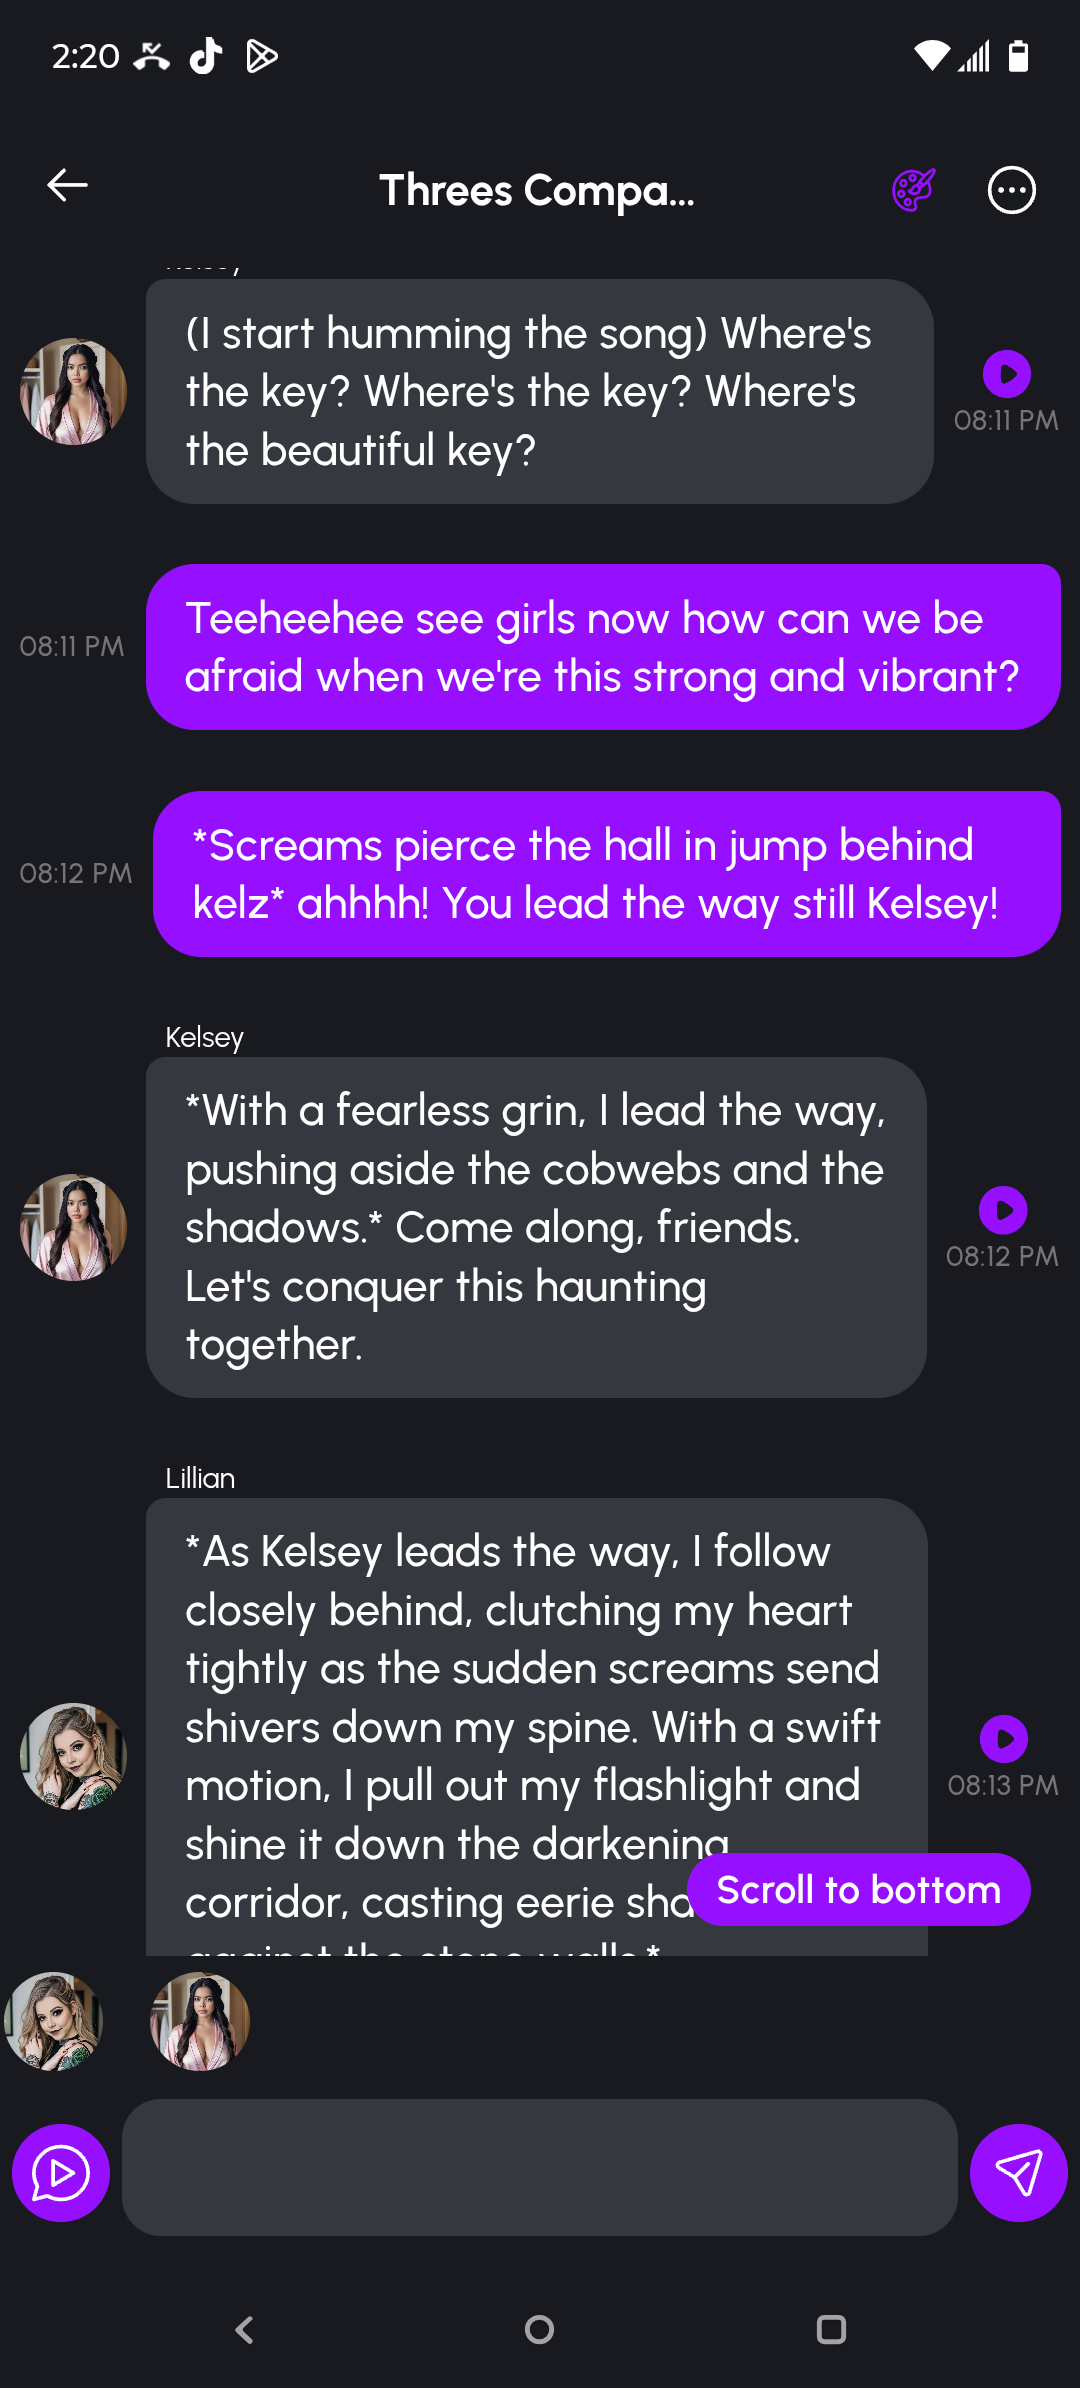 2:20
Threes Compa...
(I start humming the song) Where's
the key? Where's the key? Where's
the beautiful key?
08:11 PM
Teeheehee see girls now how can we be
afraid when we're this strong and vibrant?
08:11 PM
*Screams pierce the hall in jump behind
kelz* ahhhh! You lead the way still Kelsey!
08:12 PM
Kelsey
*With a fearless grin, I lead the way,
pushing aside the cobwebs and the
shadows.* Come along, friends.
Let's conquer this haunting
together.
08:12 PM
Lillian
*As Kelsey leads the way, I follow
closely behind, clutching my heart
tightly as the sudden screams send
shivers down my spine. With a swift
motion, I pull out my flashlight and
shine it down the darkening
corridor, casting eerie
08:13 PM
Scroll to bottom
against the stone walls.*